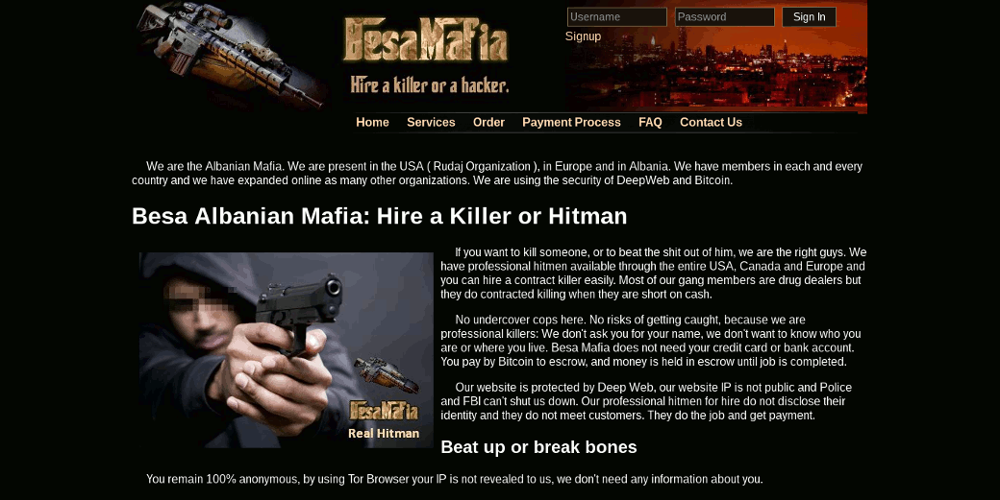 BesaMafia
Hire a killer or a hacker.
Username Password Sign In
Signup
Home Services Order Payment Process FAQ Contact Us
We are the Albanian Mafia. We are present in the USA ( Rudaj Organization ), in Europe and in Albania. We have members in each and every
country and we have expanded online as many other organizations. We are using the security of DeepWeb and Bitcoin.
Besa Albanian Mafia: Hire a Killer or Hitman
If you want to kill someone, or to beat the shit out of him, we are the right guys. We
have professional hitmen available through the entire USA, Canada and Europe and
you can hire a contract killer easily. Most of our gang members are drug dealers but
they do contracted killing when they are short on cash.
No undercover cops here. No risks of getting caught, because we are
professional killers: We don't ask you for your name, we don't want to know who you
are or where you live. Besa Mafia does not need your credit card or bank account.
You pay by Bitcoin to escrow, and money is held in escrow until job is completed.
Our website is protected by Deep Web, our website IP is not public and Police
and FBI can't shut us down. Our professional hitmen for hire do not disclose their
identity and they do not meet customers. They do the job and get payment.
BesaMafia
Real Hitman
Beat up or break bones
You remain 100% anonymous, by using Tor Browser your IP is not revealed to us, we don't need any information about you.